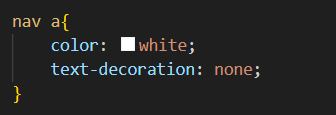 nav a{
    color: white;
    text-decoration: none;
}